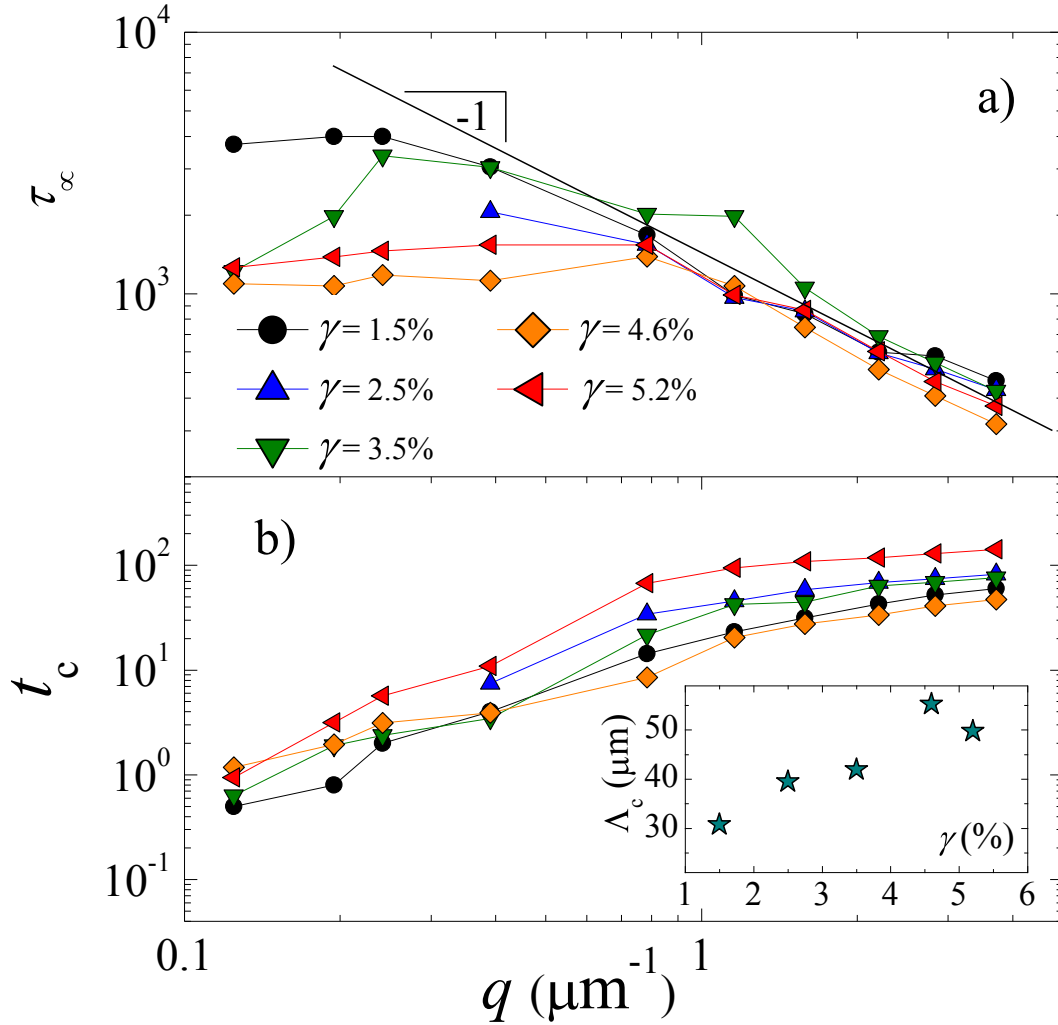 10^4
a)
-1
τ_∞
10^3
γ = 1.5%
γ = 4.6%
γ = 2.5%
γ = 5.2%
γ = 3.5%
b)
10^2
10^1
t_c
10^0
10^-1
50
40
30
Λ_c (μm)
γ (%)
1 2 3 4 5 6
0.1 1
q (μm^-1)